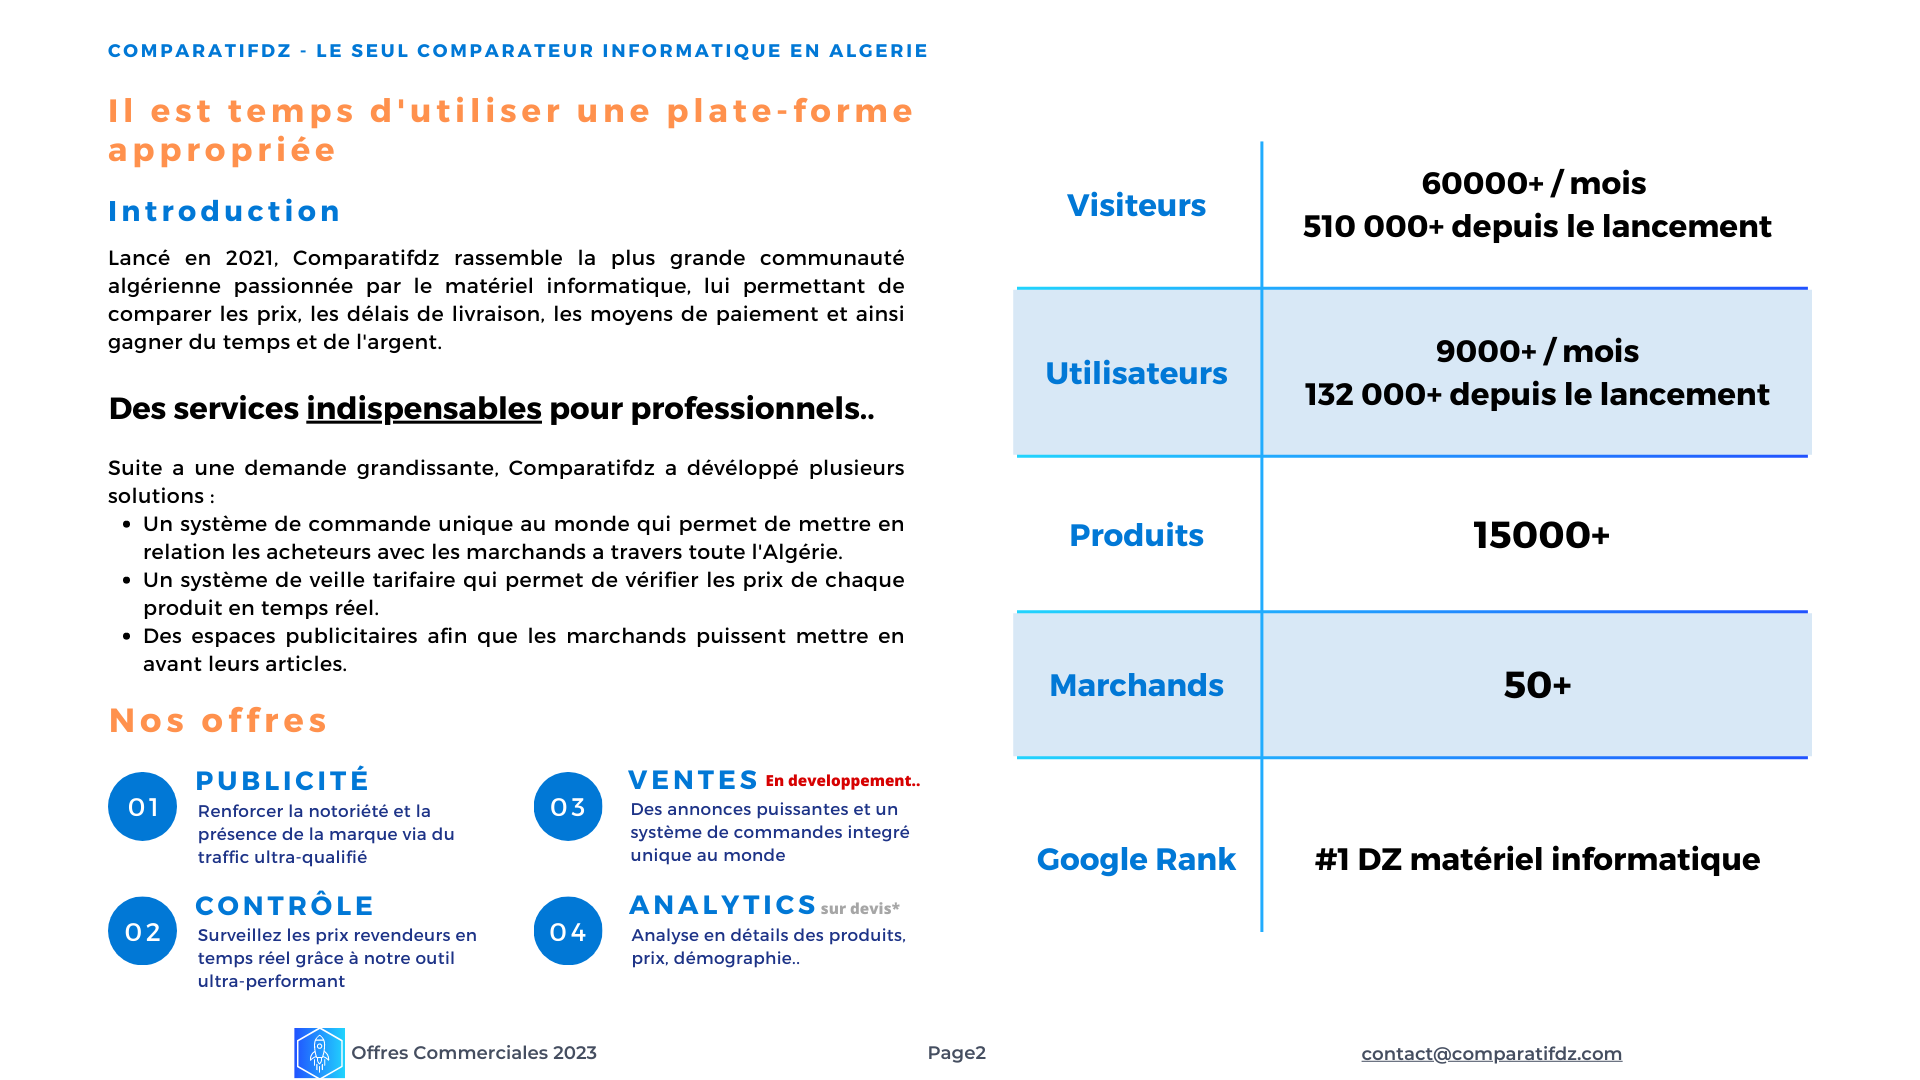 COMPARATIFDZ - LE SEUL COMPARATEUR INFORMATIQUE EN ALGERIE
Il est temps d'utiliser une plate-forme
appropriée
Introduction
Lancé en 2021, Comparatifdz rassemble la plus grande communauté
algérienne passionnée par le matériel informatique, lui permettant de
comparer les prix, les délais de livraison, les moyens de paiement et ainsi
gagner du temps et de l'argent.
Des services indispensables pour professionnels..
Suite a une demande grandissante, Comparatifdz a dévéloppé plusieurs
solutions :
• Un système de commande unique au monde qui permet de mettre en
relation les acheteurs avec les marchands a travers toute l'Algérie.
• Un système de veille tarifaire qui permet de vérifier les prix de chaque
produit en temps réel.
• Des espaces publicitaires afin que les marchands puissent mettre en
avant leurs articles.
Nos offres
01
PUBLICITÉ
Renforcer la notoriété et la
présence de la marque via du
traffic ultra-qualifié
02
CONTRÔLE
Surveillez les prix revendeurs en
temps réel grâce à notre outil
ultra-performant
03
VENTES En developpement..
Des annonces puissantes et un
système de commandes integré
unique au monde
04
ANALYTICS sur devis*
Analyse en détails des produits,
prix, démographie..
Visiteurs
60000+ / mois
510 000+ depuis le lancement
Utilisateurs
9000+ / mois
132 000+ depuis le lancement
Produits
15000+
Marchands
50+
Google Rank
#1 DZ matériel informatique
Offres Commerciales 2023
Page2
contact@comparatifdz.com